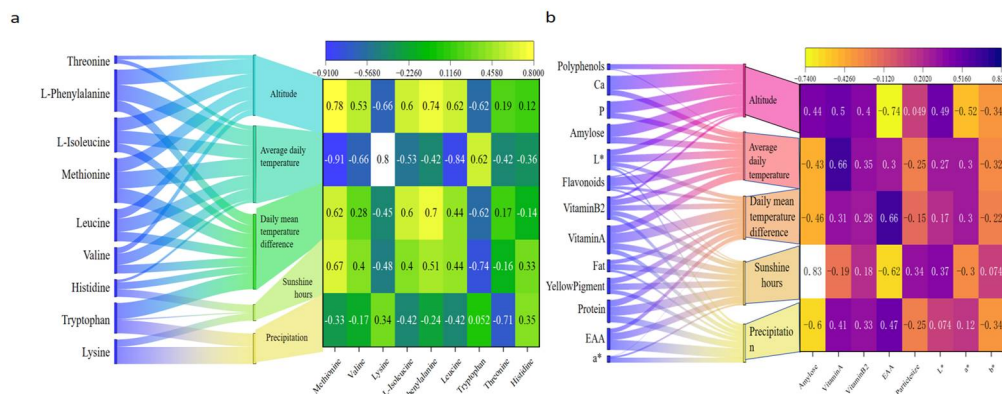 a
Threonine
L-Phenylalanine
L-Isoleucine
Methionine
Leucine
Valine
Histidine
Tryptophan
Lysine
Altitude
Average daily
temperature
Daily mean
temperature
difference
Sunshine
hours
Precipitation
-0.9100 -0.5680 -0.2260 0.1160 0.4580 0.8000
0.78 0.53 -0.66 0.6 0.74 0.62 -0.62 0.19 0.12
-0.91 -0.66 0.8 -0.53 -0.42 -0.84 0.62 -0.42 -0.36
0.62 0.28 -0.45 0.6 0.7 0.44 -0.62 0.17 -0.14
0.67 0.4 -0.48 0.4 0.51 0.44 -0.74 -0.16 0.33
-0.33 -0.17 0.34 -0.42 -0.24 -0.42 0.052 -0.71 0.35
Methionine Valine Lysine L-Isoleucine henylalanine Leucine Tryptophan Threonine Histidine
b
Polyphenols
Ca
P
Amylose
L*
Flavonoids
VitaminB2
VitaminA
Fat
YellowPigment
Protein
EAA
a*
Altitude
Average
daily
temperature
Daily mean
temperature
difference
Sunshine
hours
Precipitatio
n
-0.7400 -0.4260 -0.1120 0.2020 0.5160 0.83
0.44 0.5 0.4 -0.74 0.049 0.49 -0.52 -0.34
-0.43 0.66 0.35 0.3 -0.25 0.27 0.3 -0.32
-0.46 0.31 0.28 0.66 -0.15 0.17 0.3 -0.22
0.83 -0.19 0.18 -0.62 0.34 0.37 -0.3 0.074
-0.6 0.41 0.33 0.47 -0.25 0.074 0.12 -0.34
Amylose VitaminA VitaminB2 EAA L* a* b*